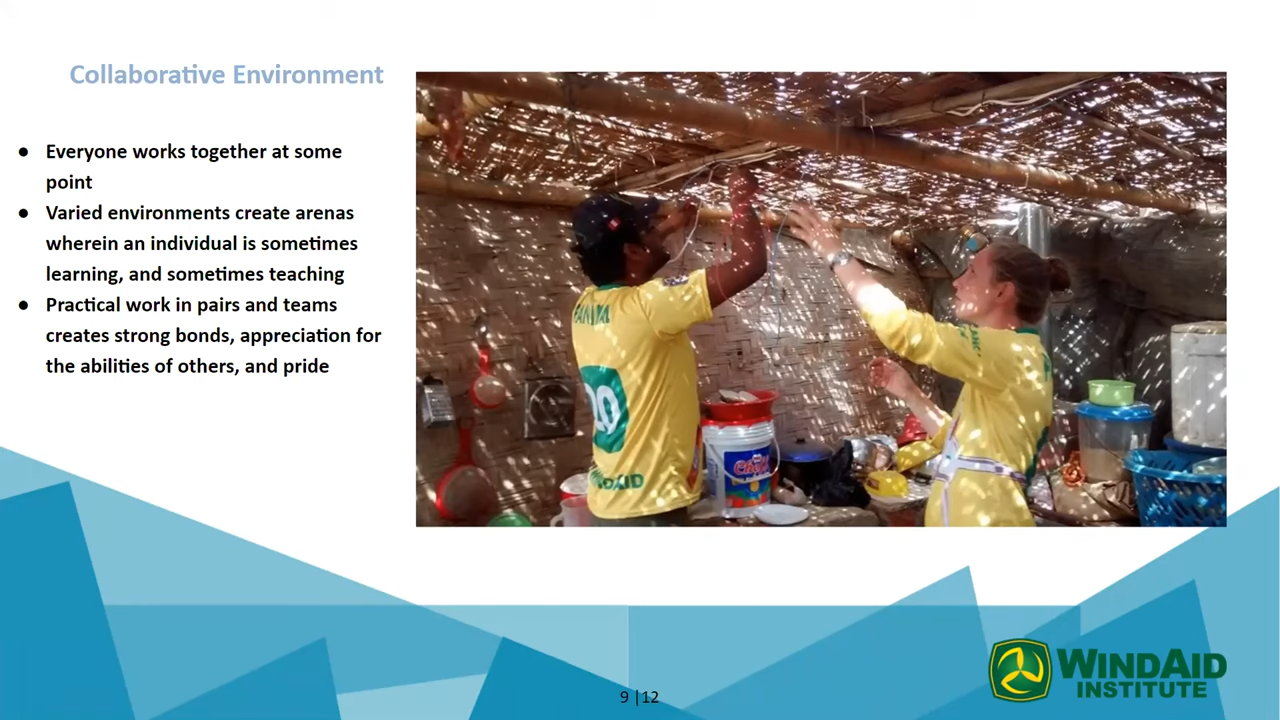 Collaborative Environment
● Everyone works together at some
point
● Varied environments create arenas
wherein an individual is sometimes
learning, and sometimes teaching
● Practical work in pairs and teams
creates strong bonds, appreciation for
the abilities of others, and pride
WINDAID
WINDAID
INSTITUTE
9 |12